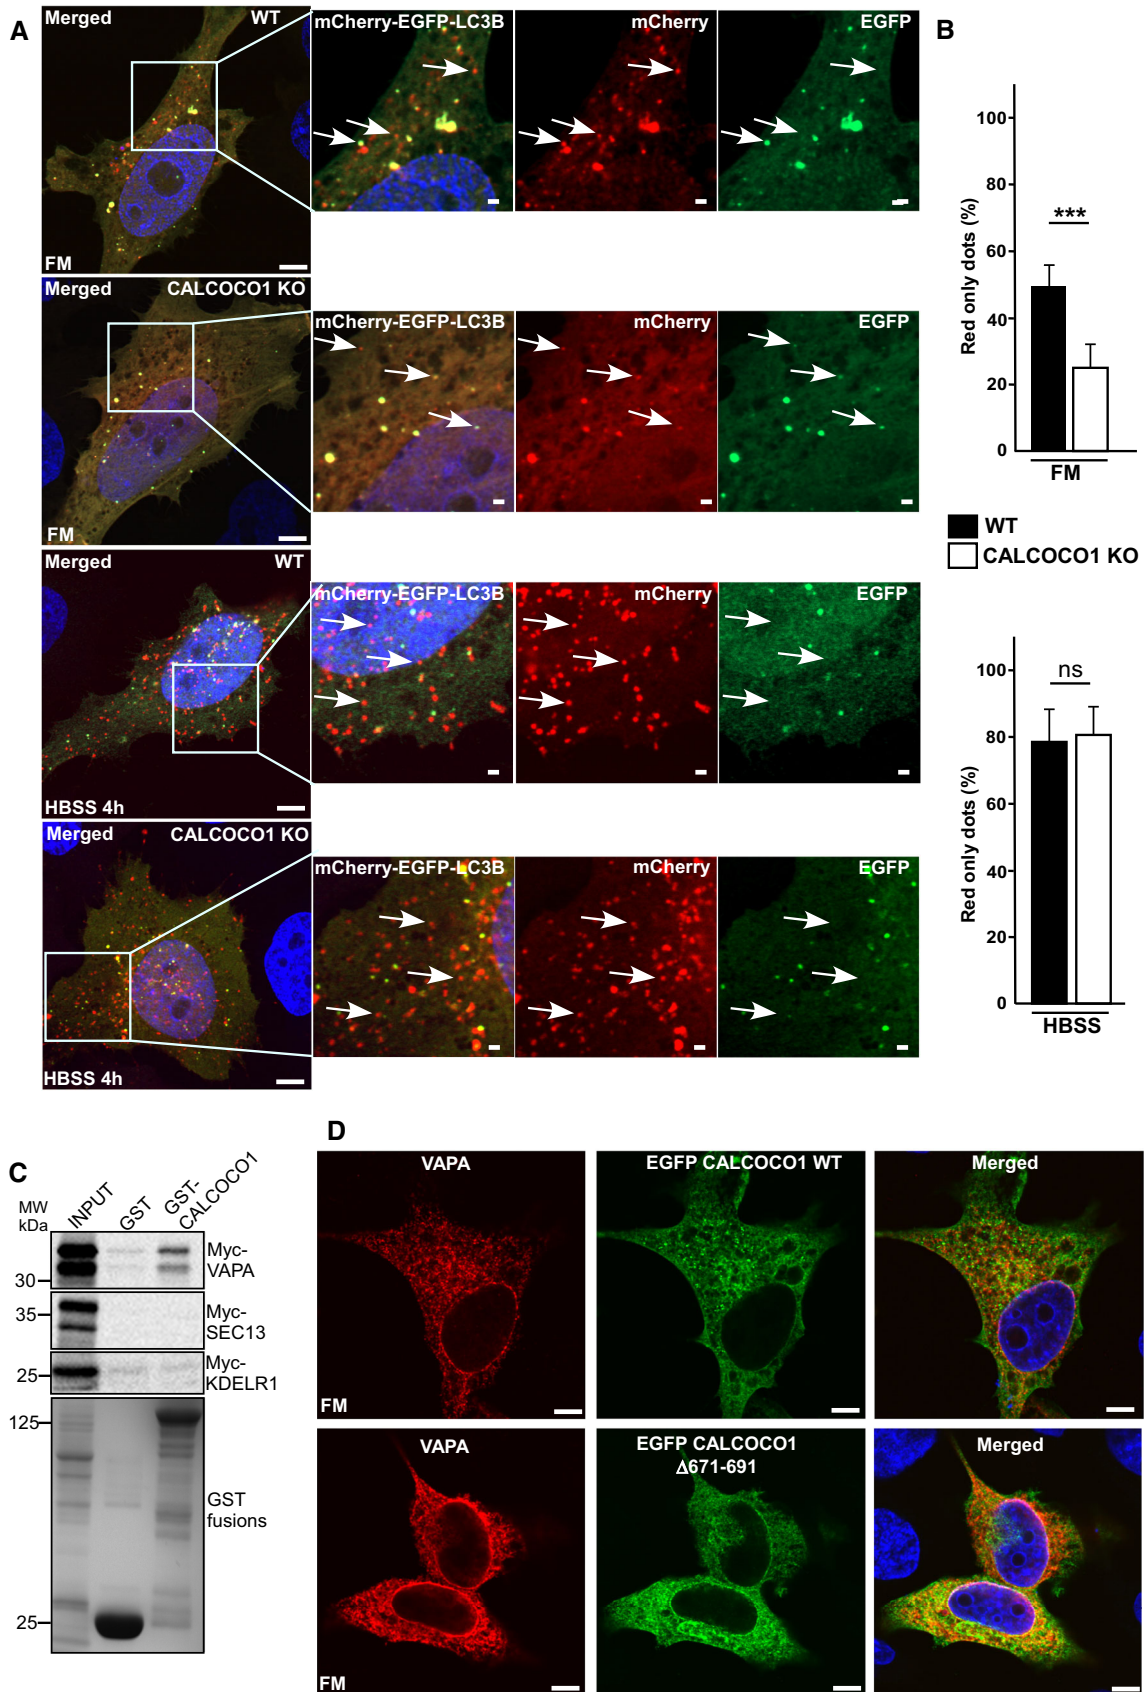 A
Merged WT
FM
mCherry-EGFP-LC3B
mCherry
EGFP
Merged CALCOCO1 KO
FM
mCherry-EGFP-LC3B
mCherry
EGFP
Merged WT
HBSS 4h
mCherry-EGFP-LC3B
mCherry
EGFP
Merged CALCOCO1 KO
HBSS 4h
mCherry-EGFP-LC3B
mCherry
EGFP
B
Red only dots (%)
100
80
60
40
20
0
***
FM
WT
CALCOCO1 KO
Red only dots (%)
100
80
60
40
20
0
ns
HBSS
C
MW
kDa
INPUT
GST
GST-
CALCOCO1
30
Myc-
VAPA
35
Myc-
SEC13
25
Myc-
KDELR1
125
25
GST
fusions
D
VAPA
FM
EGFP CALCOCO1 WT
Merged
VAPA
FM
EGFP CALCOCO1
Δ671-691
Merged